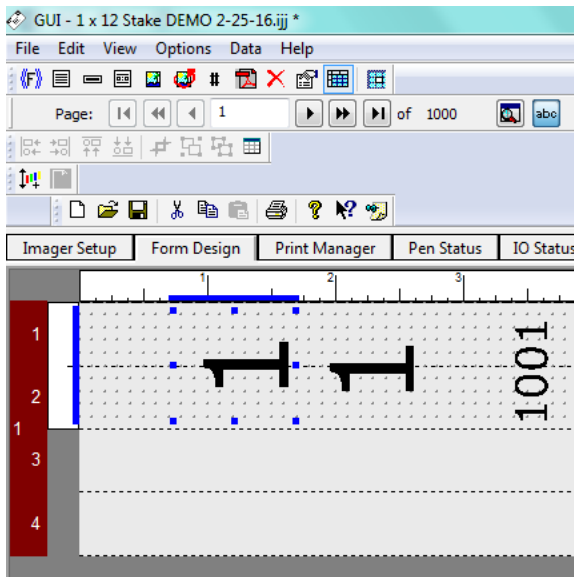 GUI - 1 x 12 Stake DEMO 2-25-16.ijj *
File Edit View Options Data Help
{F} #
Page: 1 of 1000 abc
Imager Setup Form Design Print Manager Pen Status IO Status
1 2 3
1
2
1
3
4
1 1 1001